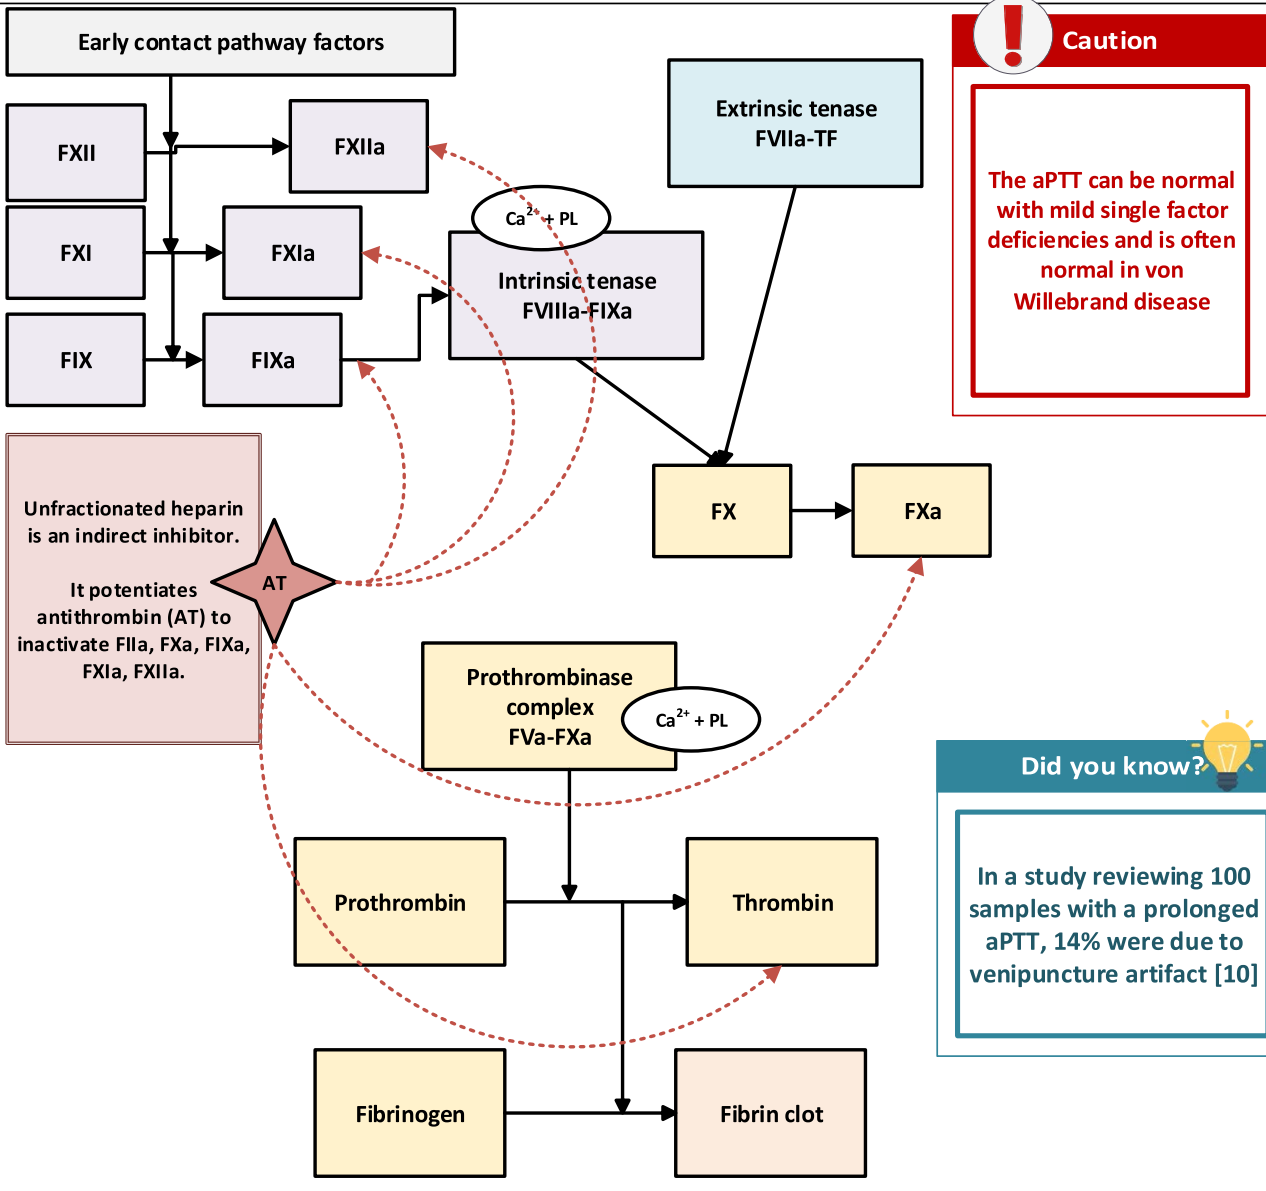 Early contact pathway factors
FXII
FXIIa
FXI
FXIa
FIX
FIXa
Ca2+ + PL
Intrinsic tenase
FVIIIa-FIXa
Extrinsic tenase
FVIIa-TF
Caution
The aPTT can be normal
with mild single factor
deficiencies and is often
normal in von
Willebrand disease
Unfractionated heparin
is an indirect inhibitor.
It potentiates
antithrombin (AT) to
inactivate FIIa, FXa, FIXa,
FXIa, FXIIa.
AT
FX
FXa
Prothrombinase
complex
FVa-FXa
Ca2+ + PL
Did you know?
In a study reviewing 100
samples with a prolonged
aPTT, 14% were due to
venipuncture artifact [10]
Prothrombin
Thrombin
Fibrinogen
Fibrin clot